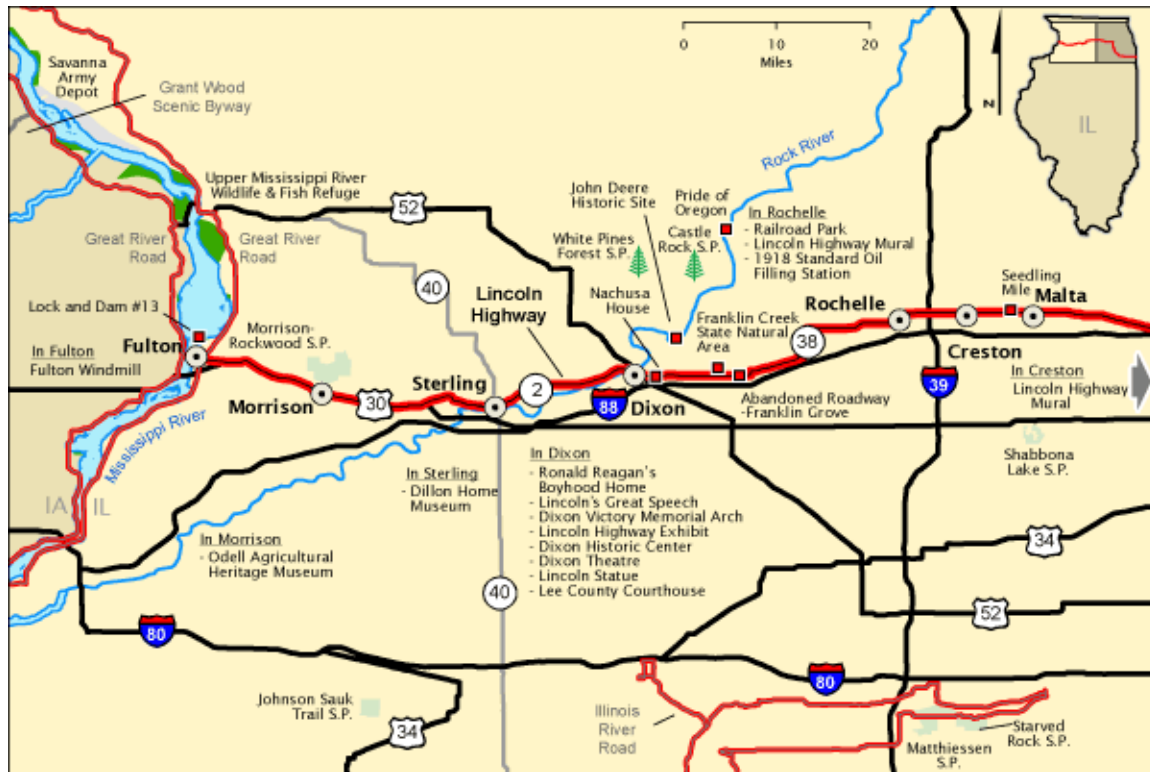 Savanna
Army
Depot
Grant Wood
Scenic Byway
0 10 20
Miles
N
IL
Rock River
Upper Mississippi River
Wildlife & Fish Refuge
52
John Deere
Historic Site
Pride of
Oregon
In Rochelle
- Railroad Park
- Lincoln Highway Mural
- 1918 Standard Oil
Filling Station
Great River
Road
Great River
Road
White Pines
Forest S.P.
Castle
Rock S.P.
40
Lincoln
Highway
Nachusa
House
Seedling
Mile
Rochelle
Malta
Lock and Dam #13
Morrison-
Rockwood S.P.
Franklin Creek
State Natural
Area
38
In Fulton
Fulton Windmill
Fulton
Creston
Sterling
2
39
In Creston
Lincoln Highway
Mural
Morrison
30
88
Dixon
Abandoned Roadway
-Franklin Grove
Mississippi River
Shabbona
Lake S.P.
In Sterling
- Dillon Home
Museum
In Dixon
- Ronald Reagan's
Boyhood Home
- Lincoln's Great Speech
- Dixon Victory Memorial Arch
- Lincoln Highway Exhibit
- Dixon Historic Center
- Dixon Theatre
- Lincoln Statue
- Lee County Courthouse
IA IL
In Morrison
- Odell Agricultural
Heritage Museum
34
40
52
80
80
Johnson Sauk
Trail S.P.
34
Illinois
River
Road
Matthiessen
S.P.
Starved
Rock S.P.